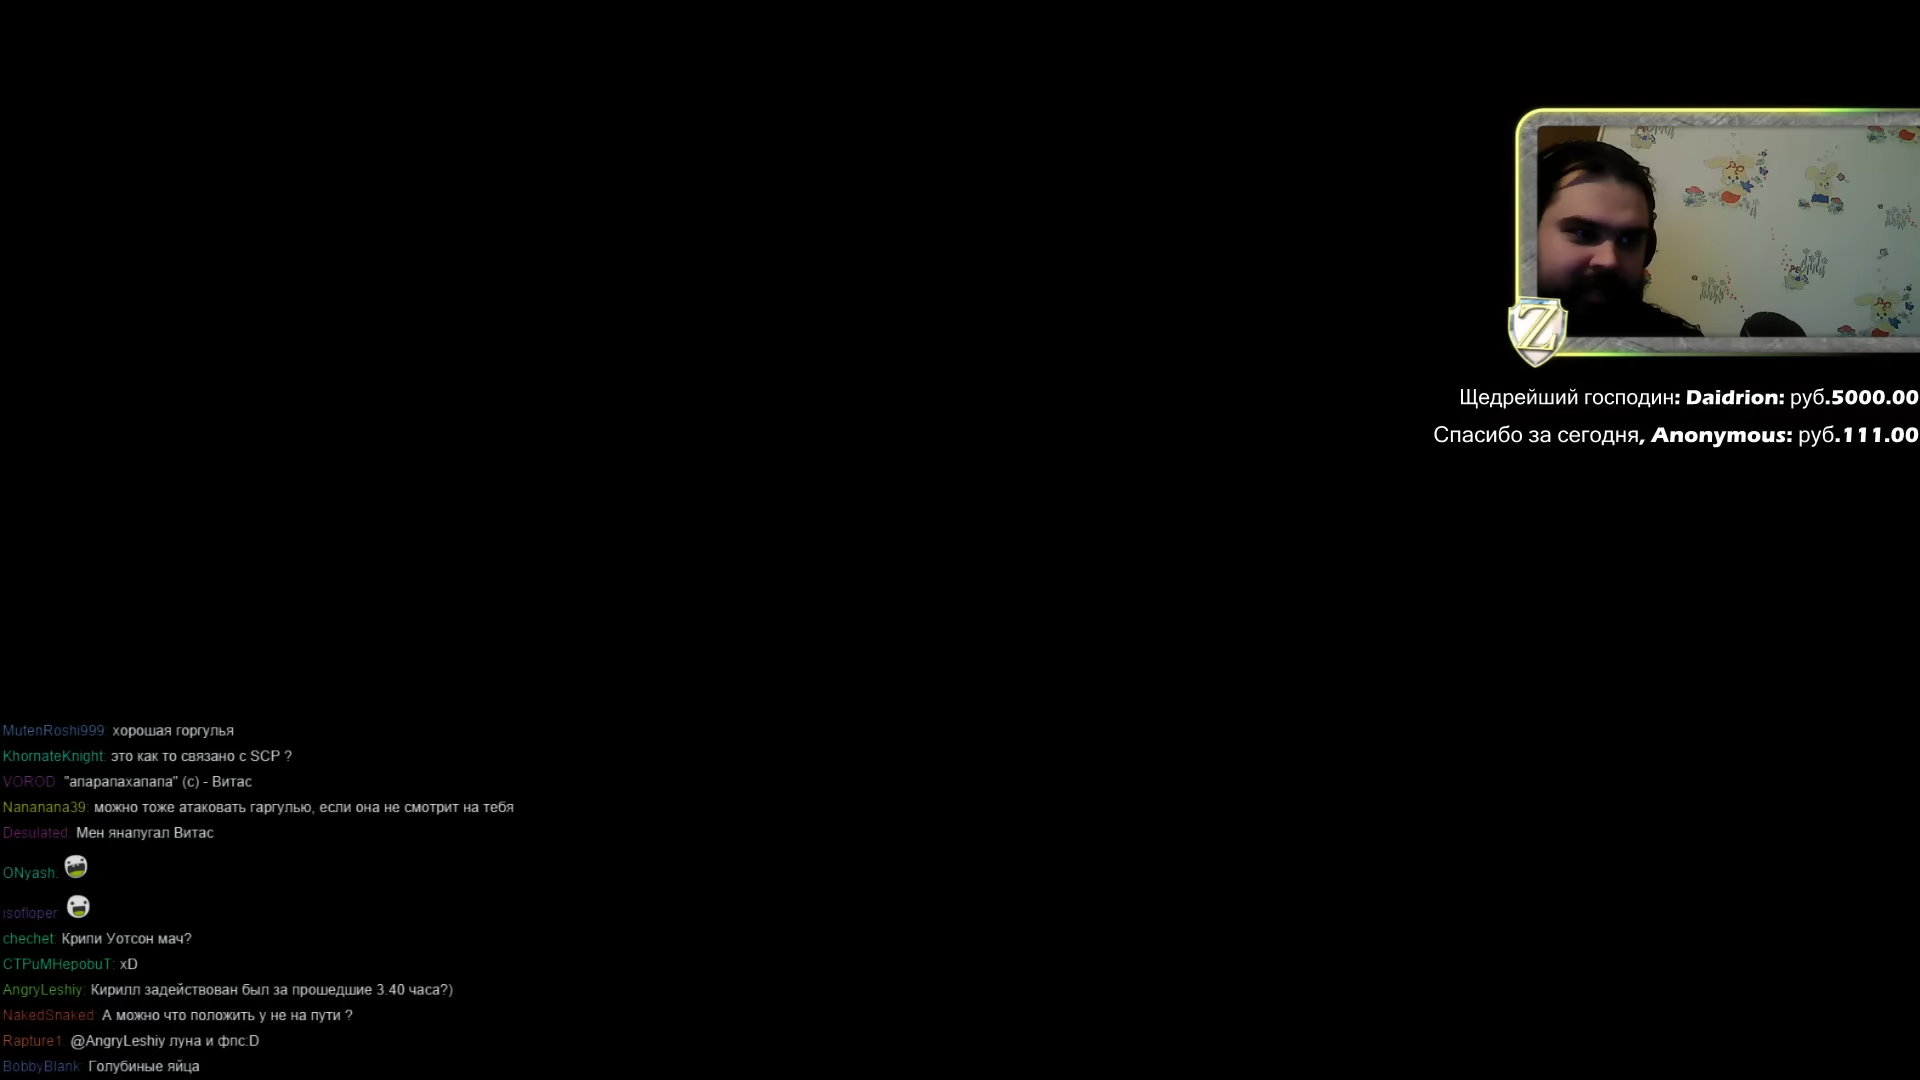 Z
Щедрейший господин: Daidrion: руб.5000.00
Спасибо за сегодня, Anonymous: руб.111.00
MutenRoshi999: хорошая горгулья
KhornateKnight: это как то связано с SCP ?
VOROD: "апарапахапапа" (с) - Витас
Nananana39: можно тоже атаковать гаргулью, если она не смотрит на тебя
Desulated: Мен янапугал Витас
ONyash:
isofloper:
chechet: Крипи Уотсон мач?
CTPuMHepobuT: xD
AngryLeshiy: Кирилл задействован был за прошедшие 3.40 часа?)
NakedSnaked: А можно что положить у не на пути ?
Rapture1: @AngryLeshiy луна и фпс:D
BobbyBlank: Голубиные яйца